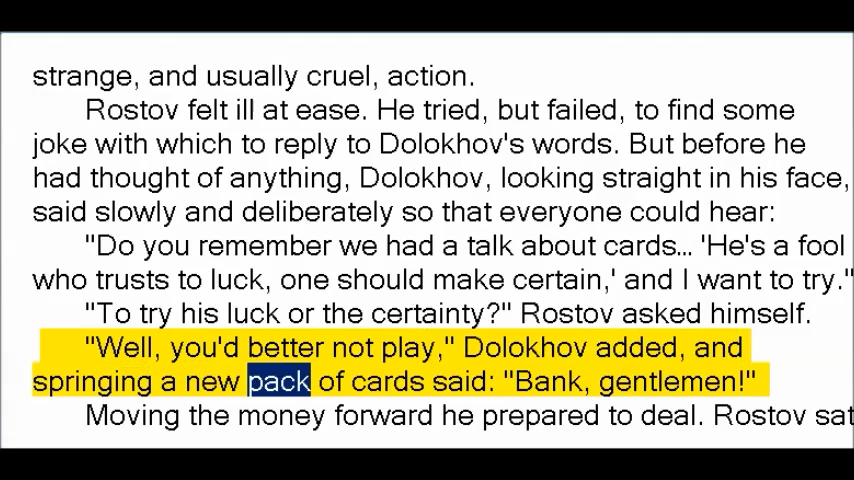 strange, and usually cruel, action.
Rostov felt ill at ease. He tried, but failed, to find some
joke with which to reply to Dolokhov's words. But before he
had thought of anything, Dolokhov, looking straight in his face,
said slowly and deliberately so that everyone could hear:
"Do you remember we had a talk about cards... 'He's a fool
who trusts to luck, one should make certain,' and I want to try."
"To try his luck or the certainty?" Rostov asked himself.
"Well, you'd better not play," Dolokhov added, and
springing a new pack of cards said: "Bank, gentlemen!"
Moving the money forward he prepared to deal. Rostov sat